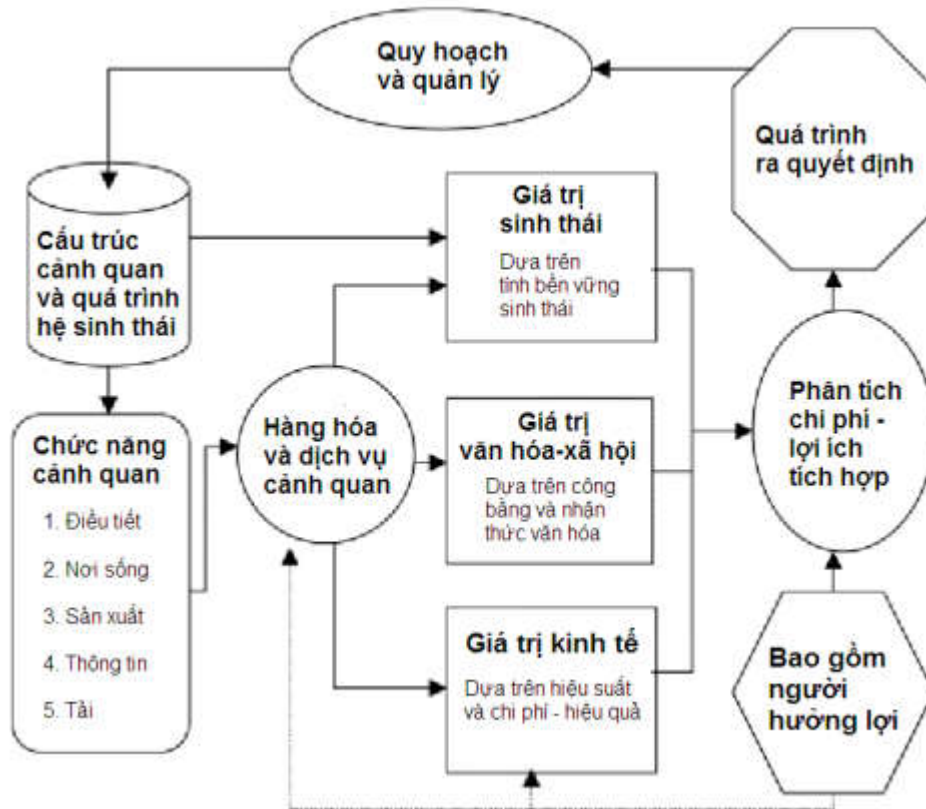 Quy hoạch
và quản lý
Quá trình
ra quyết định
Cấu trúc
cảnh quan
và quá trình
hệ sinh thái
Giá trị
sinh thái
Dựa trên
tính bền vững
sinh thái
Chức năng
cảnh quan
1. Điều tiết
2. Nơi sống
3. Sản xuất
4. Thông tin
5. Tải
Hàng hóa
và dịch vụ
cảnh quan
Giá trị
văn hóa-xã hội
Dựa trên công
bằng và nhận
thức văn hóa
Giá trị kinh tế
Dựa trên hiệu suất
và chi phí - hiệu quả
Phân tích
chi phí -
lợi ích
tích hợp
Bao gồm
người
hưởng lợi